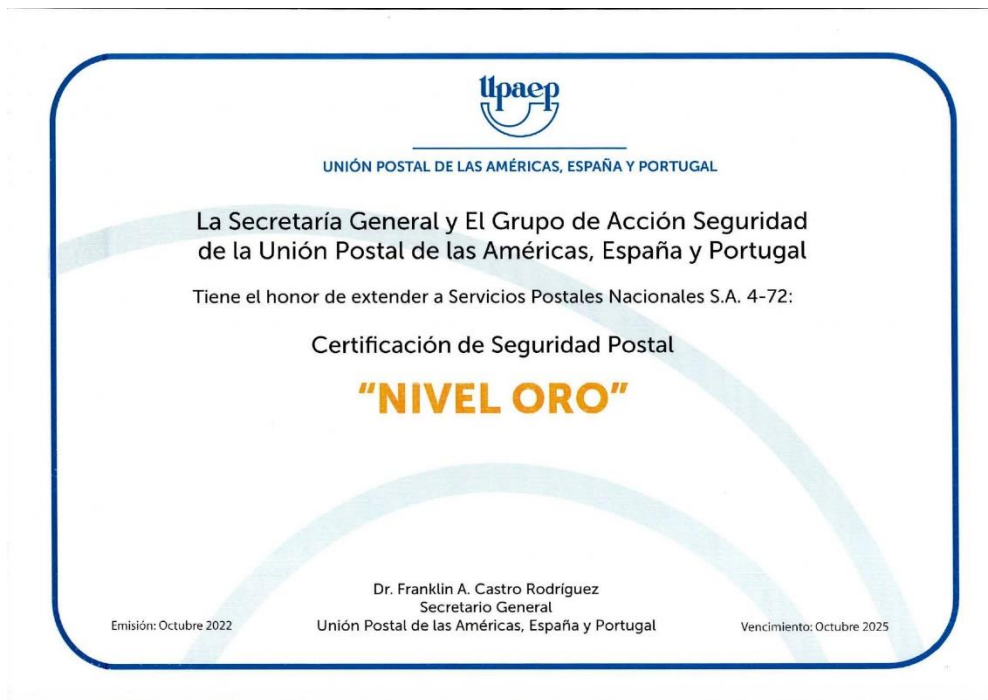 upaep
UNIÓN POSTAL DE LAS AMÉRICAS, ESPAÑA Y PORTUGAL
La Secretaría General y El Grupo de Acción Seguridad
de la Unión Postal de las Américas, España y Portugal
Tiene el honor de extender a Servicios Postales Nacionales S.A. 4-72:
Certificación de Seguridad Postal
“NIVEL ORO”
Dr. Franklin A. Castro Rodríguez
Secretario General
Unión Postal de las Américas, España y Portugal
Emisión: Octubre 2022
Vencimiento: Octubre 2025